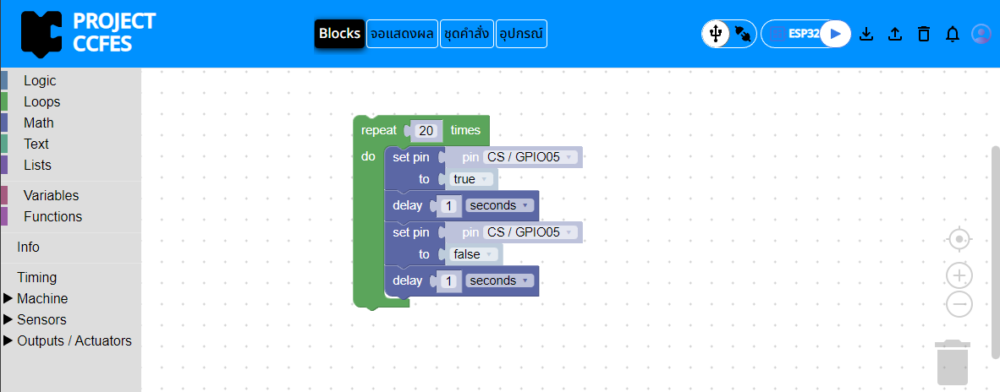 PROJECT
CCFES
Blocks
จอแสดงผล
ชุดคำสั่ง
อุปกรณ์
ESP32
Logic
Loops
Math
Text
Lists
Variables
Functions
Info
Timing
Machine
Sensors
Outputs / Actuators
repeat 20 times
do set pin pin CS / GPIO05
to true
delay 1 seconds
set pin pin CS / GPIO05
to false
delay 1 seconds